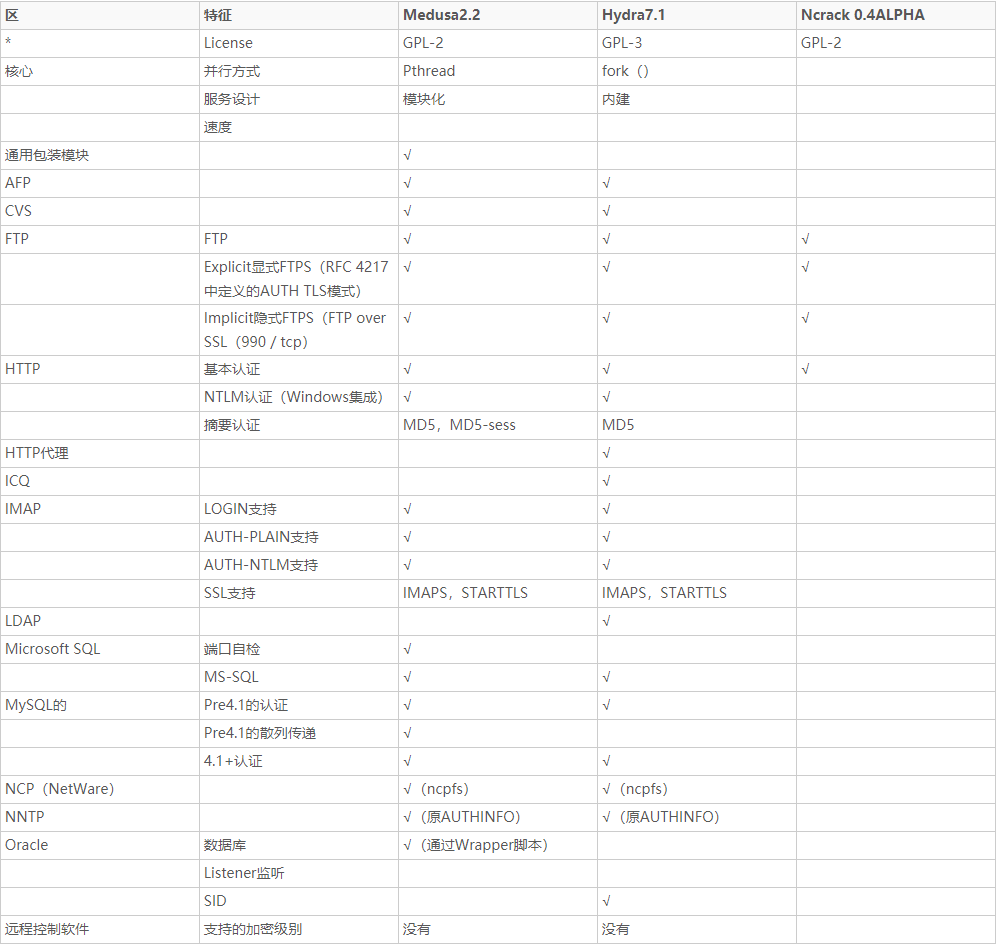 区 特征 Medusa2.2 Hydra7.1 Ncrack 0.4ALPHA
* License GPL-2 GPL-3 GPL-2
核心 并行方式 Pthread fork（）
服务设计 模块化 内建
速度
通用包装模块 √
AFP √ √
CVS √ √
FTP FTP √ √ √
Explicit显式FTPS（RFC 4217 √ √ √
中定义的AUTH TLS模式）
Implicit隐式FTPS（FTP over √ √ √
SSL（990 / tcp）
HTTP 基本认证 √ √ √
NTLM认证（Windows集成） √ √
摘要认证 MD5，MD5-sess MD5
HTTP代理 √
ICQ √
IMAP LOGIN支持 √ √
AUTH-PLAIN支持 √ √
AUTH-NTLM支持 √ √
SSL支持 IMAPS，STARTTLS IMAPS，STARTTLS
LDAP √
Microsoft SQL 端口自检 √
MS-SQL √ √
MySQL的 Pre4.1的认证 √ √
Pre4.1的散列传递 √
4.1+认证 √ √
NCP（NetWare） √（ncpfs） √（ncpfs）
NNTP √（原AUTHINFO） √（原AUTHINFO）
Oracle 数据库 √（通过Wrapper脚本）
Listener监听
SID √
远程控制软件 支持的加密级别 没有 没有